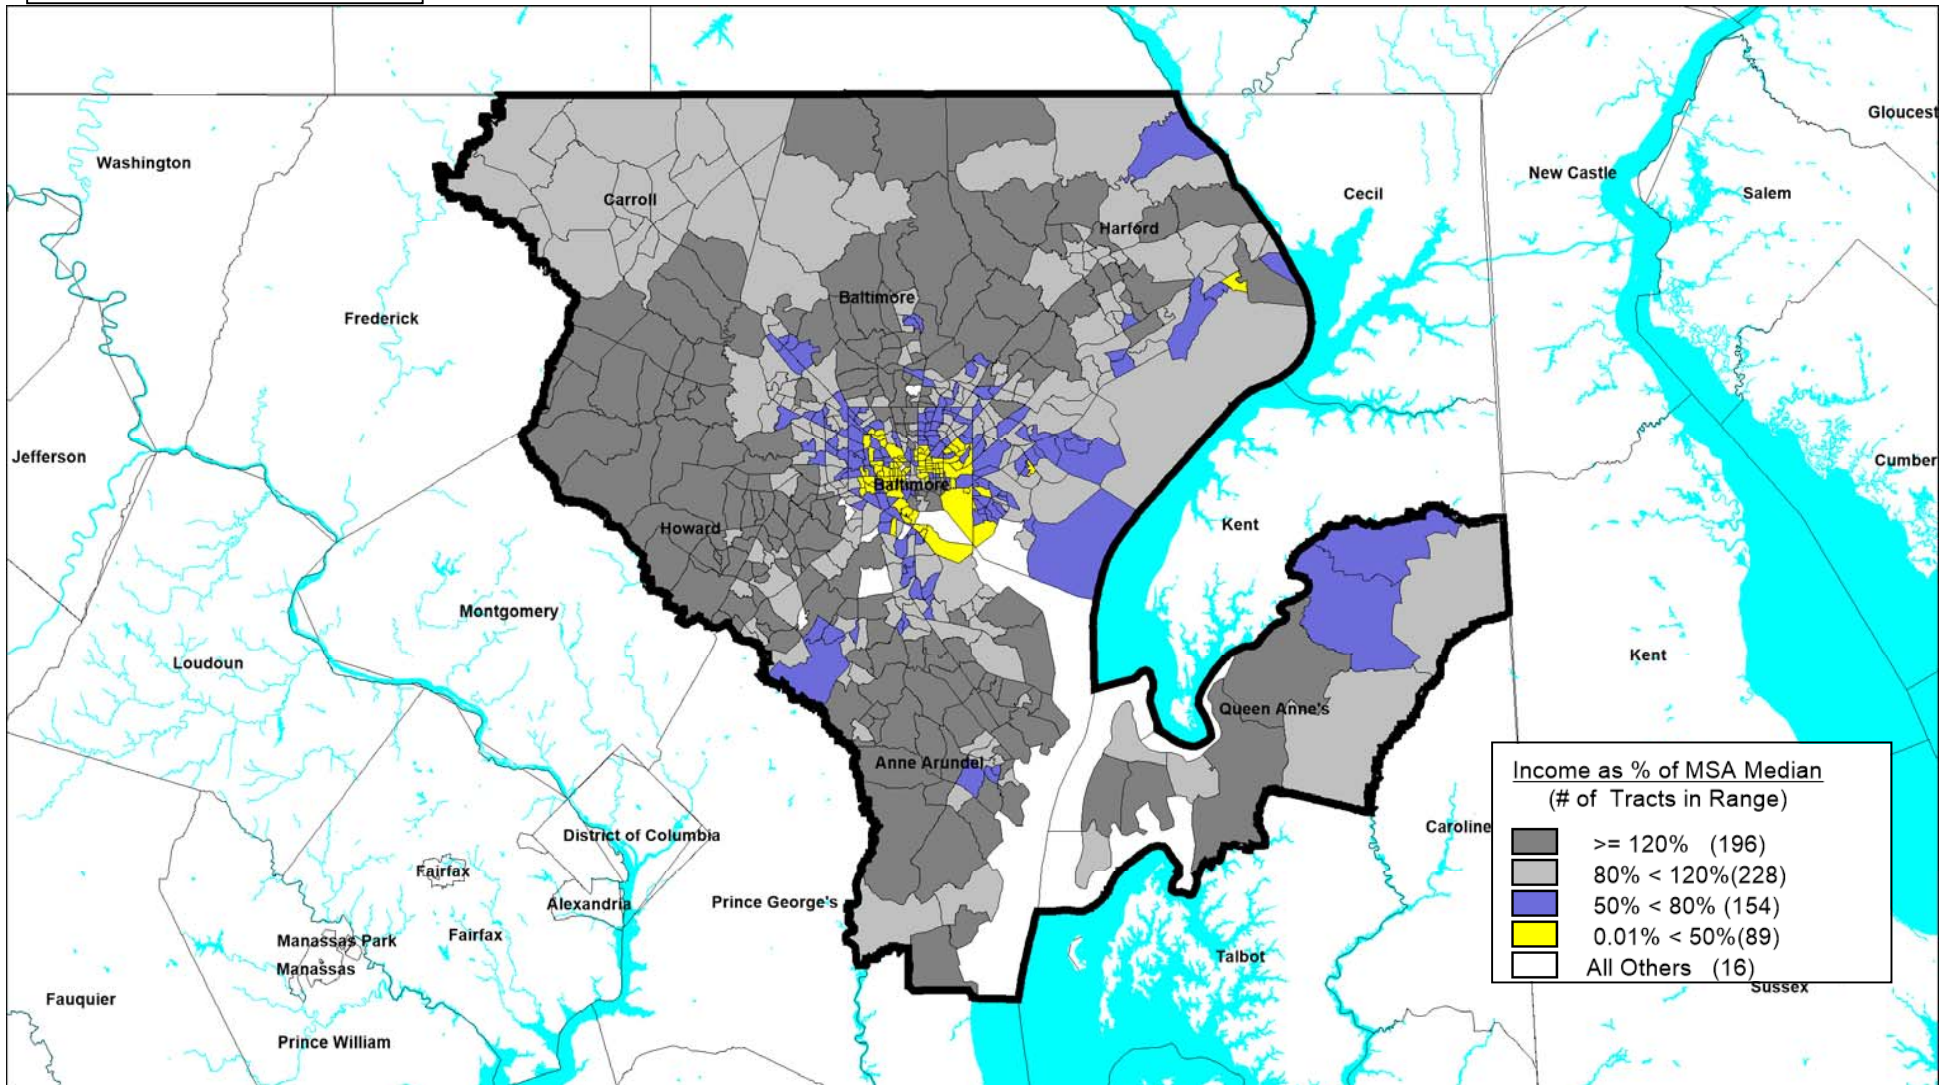 Gloucest
Washington
New Castle
Salem
Cecil
Carroll
Harford
Baltimore
Frederick
Jefferson
Cumber
Baltimore
Kent
Howard
Montgomery
Loudoun
Kent
Queen Anne's
Anne Arundel
Income as % of MSA Median
(# of Tracts in Range)
>= 120% (196)
80% < 120%(228)
50% < 80% (154)
0.01% < 50%(89)
All Others (16)
Caroline
District of Columbia
Fairfax
Alexandria
Prince George's
Fairfax
Manassas Park
Manassas
Talbot
Sussex
Fauquier
Prince William